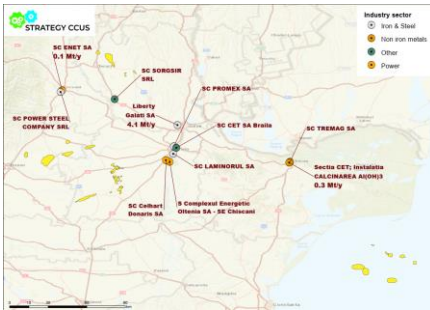 STRATEGY CCUS
Industry sector
Iron & Steel
Non iron metals
Other
Power
SC ENET SA
0.1 Mt/y
SC SORGSIR
SRL
SC PROMEX SA
Liberty
Galati SA
4.1 Mt/y
SC POWER STEEL
COMPANY SRL
SC CET SA Braila
SC TREMAG SA
SC LAMINORUL SA
Sectia CET; Instalatia
CALCINAREA Al(OH)3
0.3 Mt/y
SC Celhart
Donaris SA
S Complexul Energetic
Oltenia SA - SE Chiscani